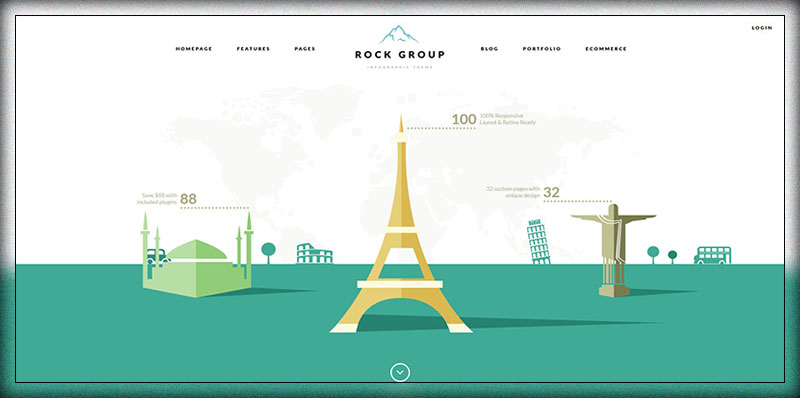 LOGIN
HOMEPAGE FEATURES PAGES ROCK GROUP BLOG PORTFOLIO ECOMMERCE
INFOGRAPHIC THEME
100 100% Responsive
Layout & Retina Ready
Save $88 with
included plugins 88
32 custom pages with
unique design 32